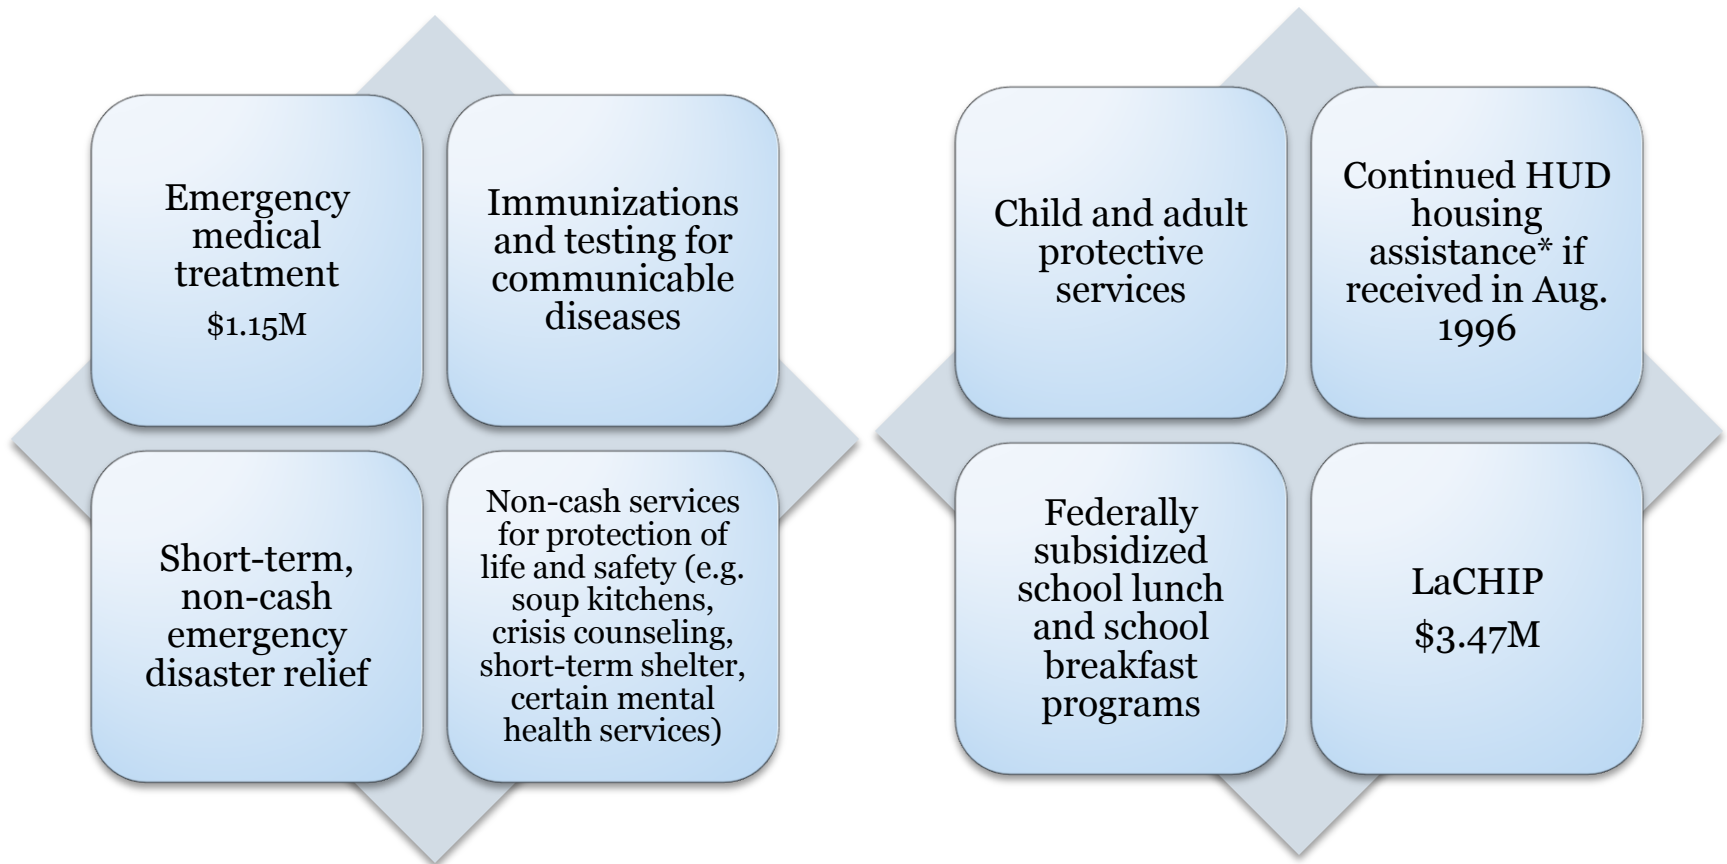 Emergency
medical
treatment
$1.15M
Immunizations
and testing for
communicable
diseases
Short-term,
non-cash
emergency
disaster relief
Non-cash services
for protection of
life and safety (e.g.
soup kitchens,
crisis counseling,
short-term shelter,
certain mental
health services)
Child and adult
protective
services
Continued HUD
housing
assistance* if
received in Aug.
1996
Federally
subsidized
school lunch
and school
breakfast
programs
LaCHIP
$3.47M